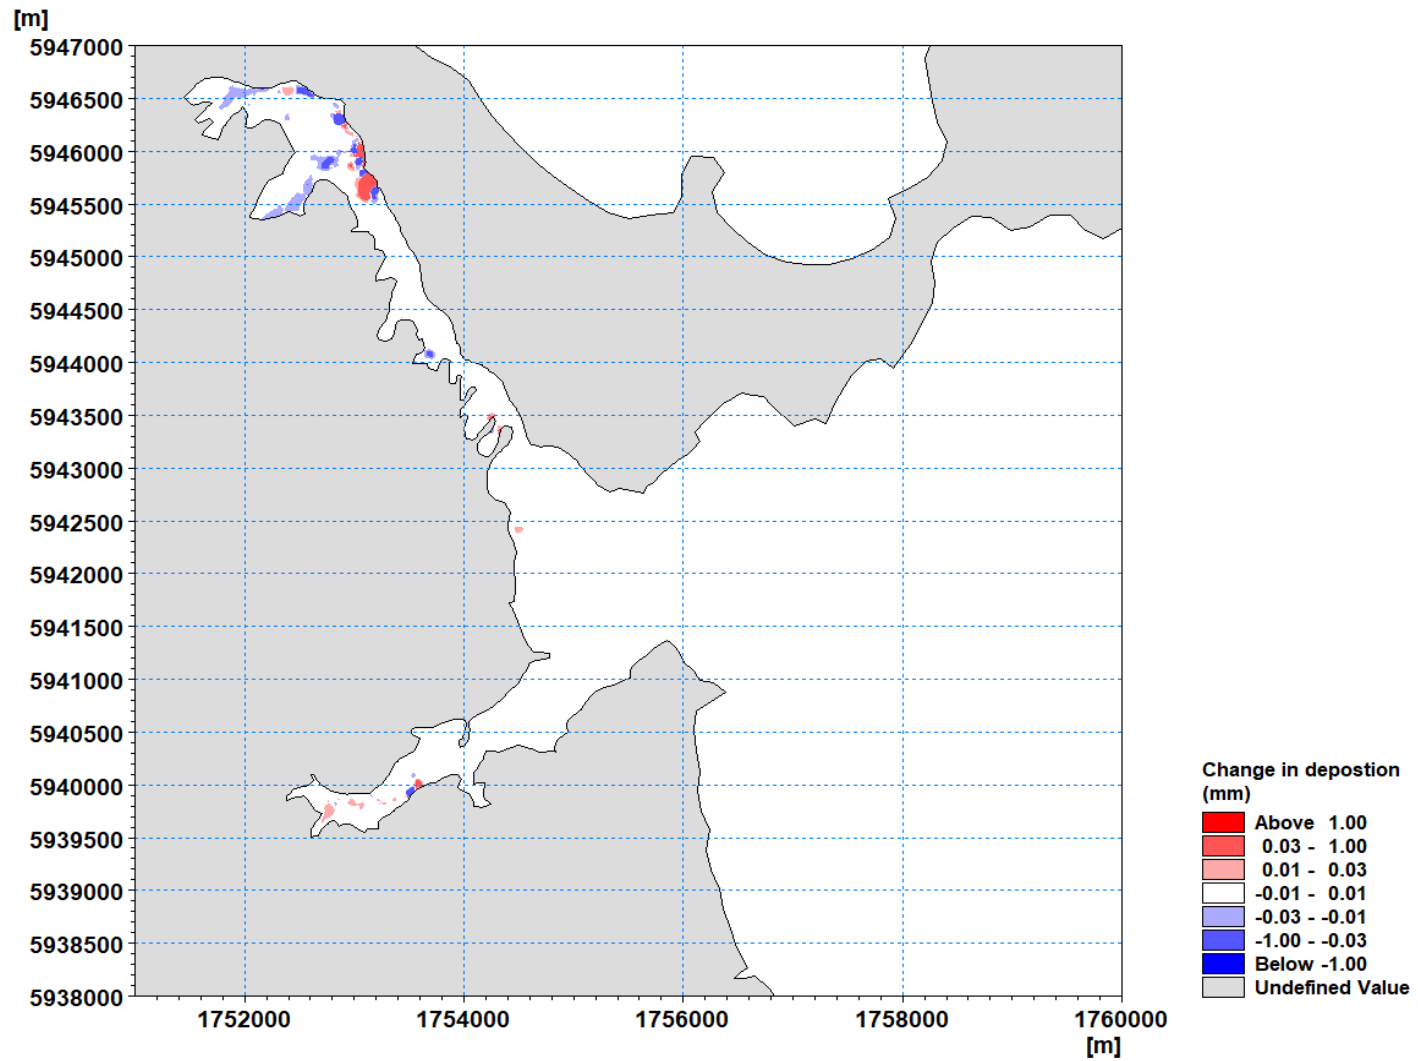 [m]
5947000
5946500
5946000
5945500
5945000
5944500
5944000
5943500
5943000
5942500
5942000
5941500
5941000
5940500
5940000
5939500
5939000
5938500
5938000
1752000 1754000 1756000 1758000 1760000
[m]
Change in depostion
(mm)
Above 1.00
0.03 - 1.00
0.01 - 0.03
-0.01 - 0.01
-0.03 - -0.01
-1.00 - -0.03
Below -1.00
Undefined Value